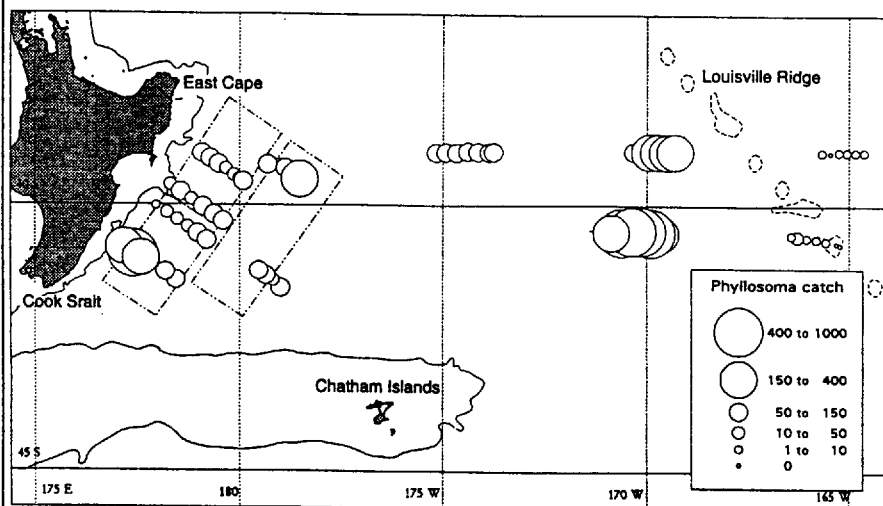 East Cape
Louisville Ridge
Cook Srait
Chatham Islands
45 S
175 E
180
175 W
170 W
165 W
Phyllosoma catch
400 to 1000
150 to 400
50 to 150
10 to 50
1 to 10
0